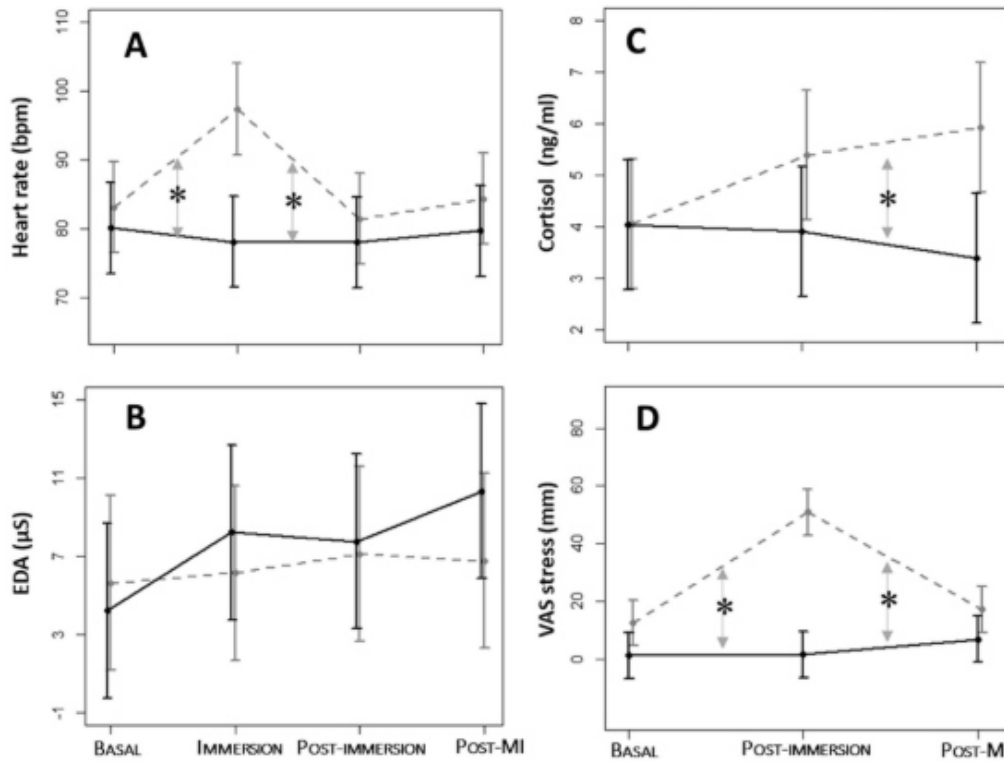 A
Heart rate (bpm)
110
100
90
80
70
*
*
C
Cortisol (ng/ml)
8
7
6
5
4
3
2
*
B
EDA (µS)
15
11
7
3
-1
BASAL IMMERSION POST-IMMERSION POST-MI
D
VAS stress (mm)
80
60
40
20
0
*
*
BASAL POST-IMMERSION POST-M